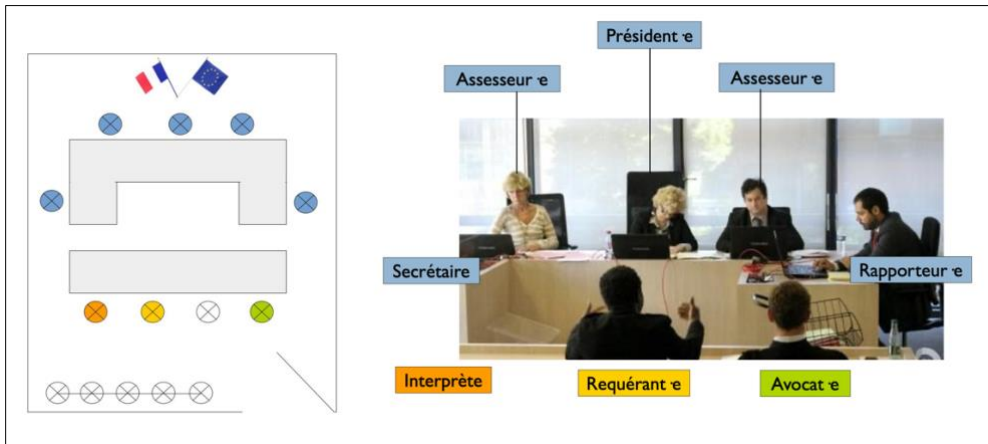 Président·e
Assesseur·e
Assesseur·e
Secrétaire
Rapporteur·e
Interprète
Requérant·e
Avocat·e